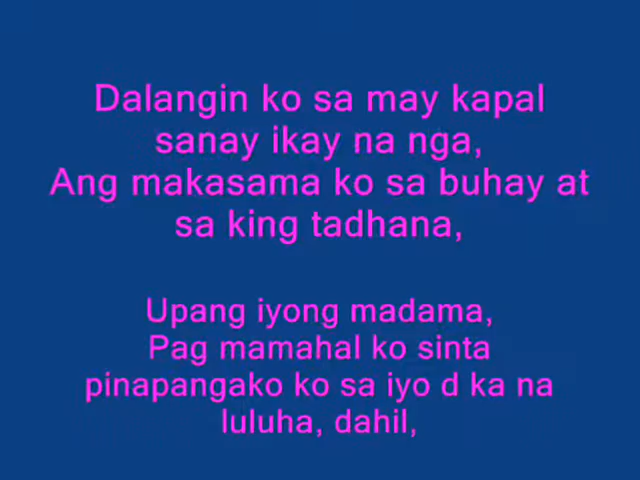 Dalangin ko sa may kapal
sanay ikay na nga,
Ang makasama ko sa buhay at
sa king tadhana,
Upang iyong madama,
Pag mamahal ko sinta
pinapangako ko sa iyo d ka na
luluha, dahil,